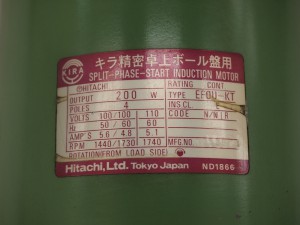 KIRA
キラ精密卓上ボール盤用
SPLIT-PHASE-START INDUCTION MOTOR
HITACHI RATING CONT
OUTPUT 200 W TYPE EFOU-KT
POLES 4 INS.CL
VOLTS 100/100 110 CODE N/N R
Hz 50/60 60
AMP'S 5.6/4.8 5.1
RPM 1440/1730 1740
ROTATION(FROM LOAD SIDE)
Hitachi, Ltd. Tokyo Japan ND1866